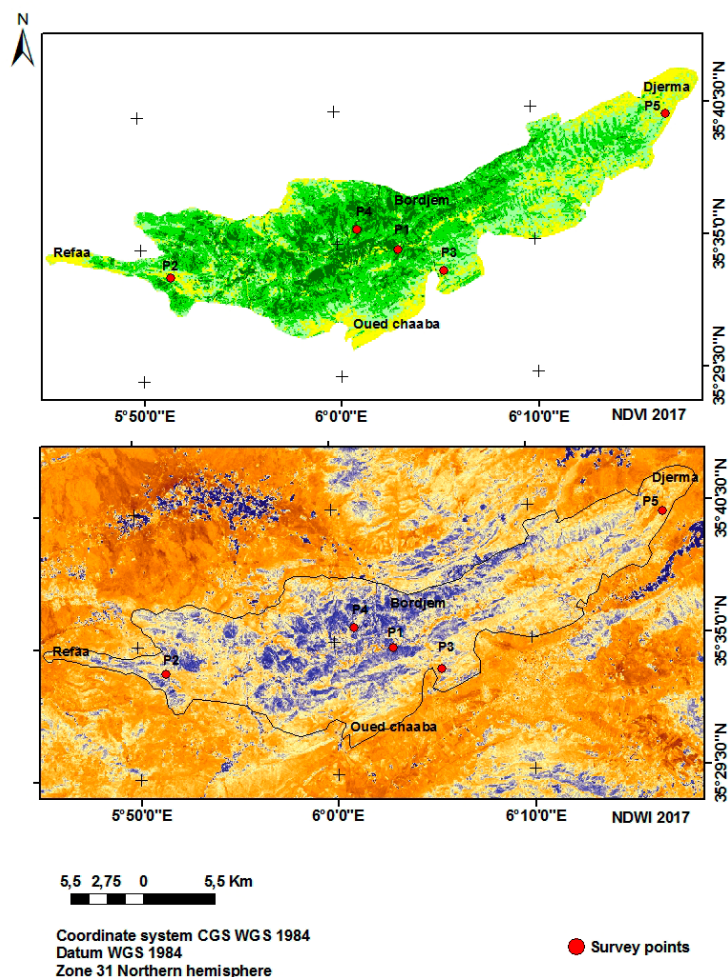 N
Djerma
P5
35°40'30"N
Bordjem
P4
P1
35°35'0"N
Refaa
P2
P3
Oued chaaba
35°29'30"N
5°50'0"E
6°0'0"E
6°10'0"E
NDVI 2017
Djerma
P5
35°40'30"N
Bordjem
P4
P1
35°35'0"N
Refaa
P2
P3
Oued chaaba
35°29'30"N
5°50'0"E
6°0'0"E
6°10'0"E
NDWI 2017
5,5 2,75 0 5,5 Km
Coordinate system CGS WGS 1984
Datum WGS 1984
Zone 31 Northern hemisphere
Survey points